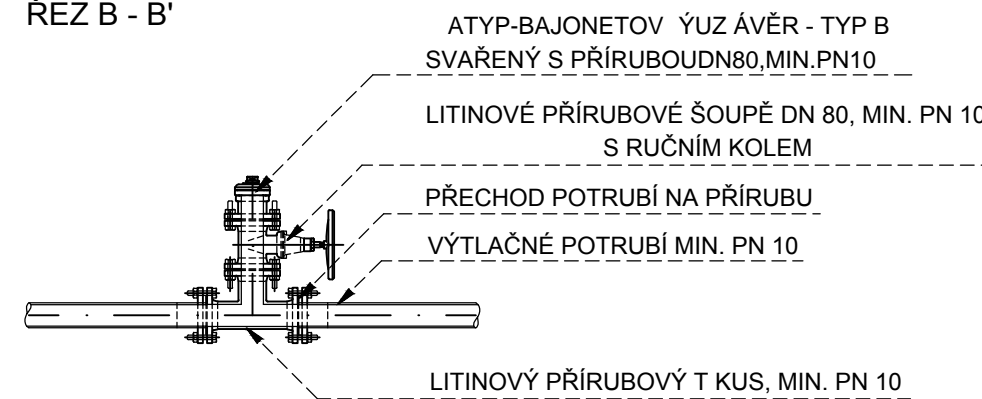 ŘEZ B - B'
ATYP-BAJONETOV ÝUZ ÁVĚR - TYP B
SVAŘENÝ S PŘÍRUBOUDN80,MIN.PN10
LITINOVÉ PŘÍRUBOVÉ ŠOUPĚ DN 80, MIN. PN 10
S RUČNÍM KOLEM
PŘECHOD POTRUBÍ NA PŘÍRUBU
VÝTLAČNÉ POTRUBÍ MIN. PN 10
LITINOVÝ PŘÍRUBOVÝ T KUS, MIN. PN 10